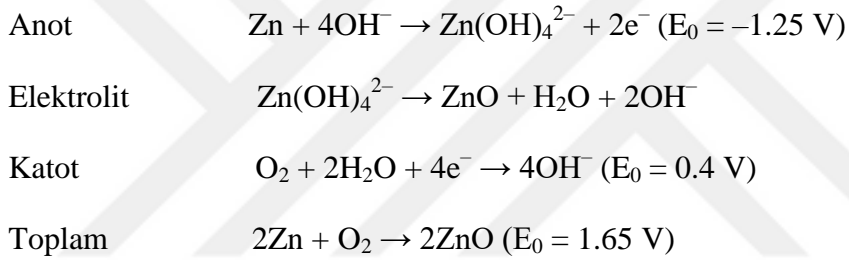 Anot Zn + 4OH⁻ → Zn(OH)₄²⁻ + 2e⁻ (E₀ = –1.25 V)
Elektrolit Zn(OH)₄²⁻ → ZnO + H₂O + 2OH⁻
Katot O₂ + 2H₂O + 4e⁻ → 4OH⁻ (E₀ = 0.4 V)
Toplam 2Zn + O₂ → 2ZnO (E₀ = 1.65 V)